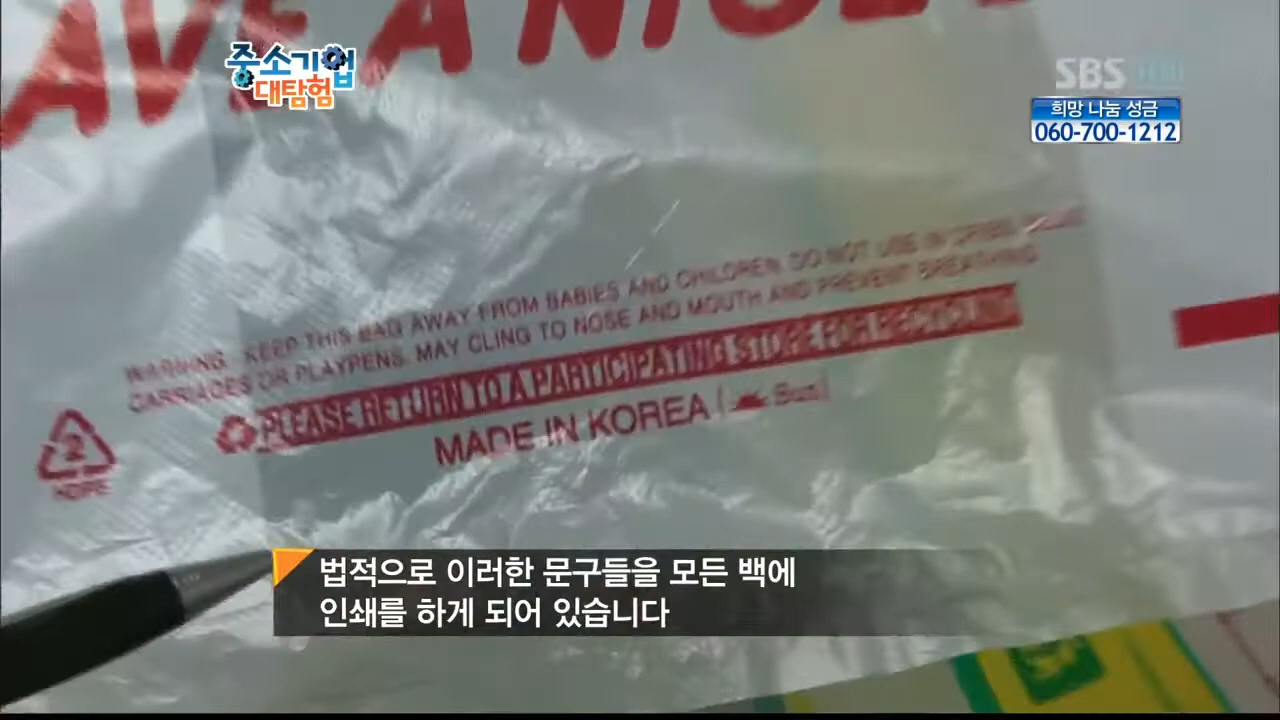 AVE A NICE
중소기업
대탐험
SBS
희망 나눔 성금
060-700-1212
WARNING: KEEP THIS BAG AWAY FROM BABIES AND CHILDREN. DO NOT USE IN CRIBS,
CARRIAGES OR PLAYPENS. MAY CLING TO NOSE AND MOUTH AND PREVENT BREATHING
PLEASE RETURN TO A PARTICIPATING STORE FOR RECYCLING
MADE IN KOREA
2
HDPE
법적으로 이러한 문구들을 모든 백에
인쇄를 하게 되어 있습니다